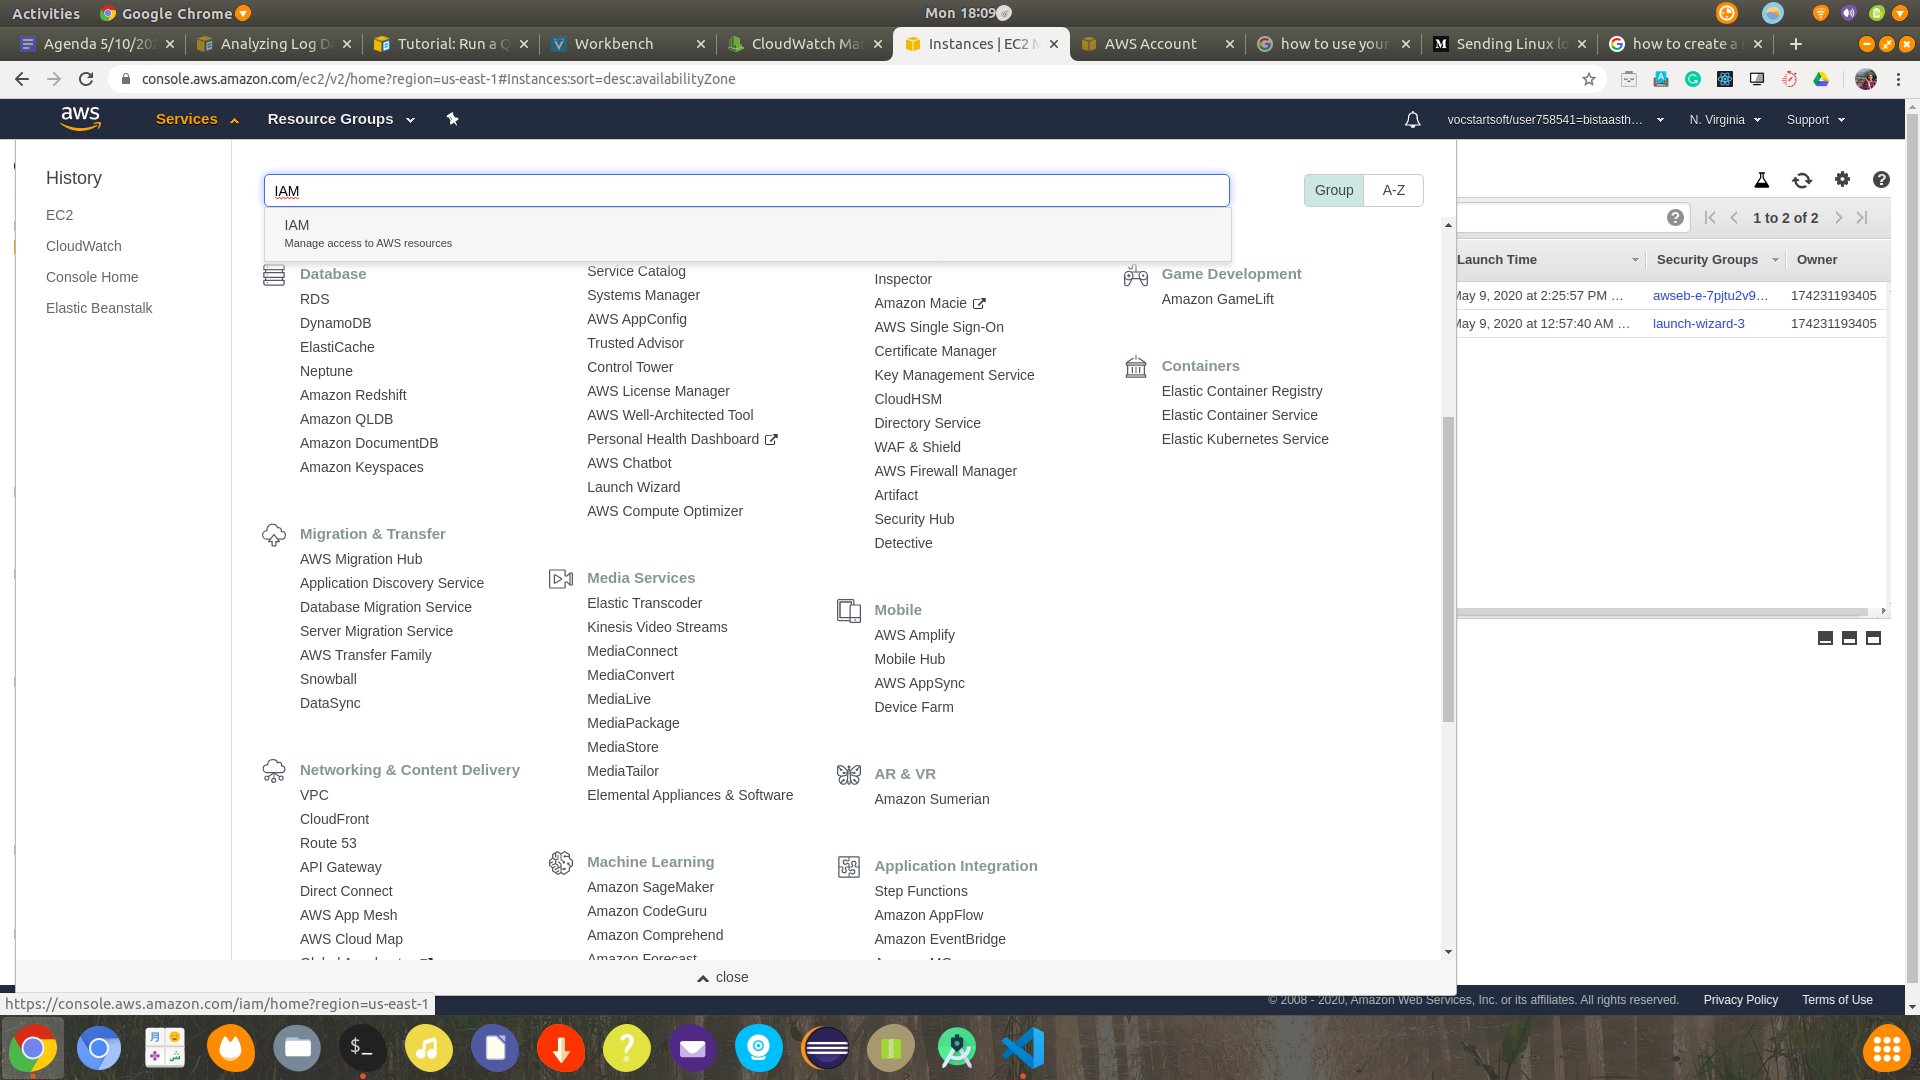 Activities
Google Chrome
Mon 18:09
Agenda 5/10/202
Analyzing Log Da
Tutorial: Run a Q
Workbench
CloudWatch Man
Instances | EC2 M
AWS Account
how to use your
Sending Linux lo
how to create a
console.aws.amazon.com/ec2/v2/home?region=us-east-1#Instances:sort=desc:availabilityZone
aws
Services
Resource Groups
vocstartsoft/user758541=bistaasth...
N. Virginia
Support
History
EC2
CloudWatch
Console Home
Elastic Beanstalk
IAM
Group
A-Z
IAM
Manage access to AWS resources
Database
RDS
DynamoDB
ElastiCache
Neptune
Amazon Redshift
Amazon QLDB
Amazon DocumentDB
Amazon Keyspaces
Migration & Transfer
AWS Migration Hub
Application Discovery Service
Database Migration Service
Server Migration Service
AWS Transfer Family
Snowball
DataSync
Networking & Content Delivery
VPC
CloudFront
Route 53
API Gateway
Direct Connect
AWS App Mesh
AWS Cloud Map
Service Catalog
Systems Manager
AWS AppConfig
Trusted Advisor
Control Tower
AWS License Manager
AWS Well-Architected Tool
Personal Health Dashboard
AWS Chatbot
Launch Wizard
AWS Compute Optimizer
Media Services
Elastic Transcoder
Kinesis Video Streams
MediaConnect
MediaConvert
MediaLive
MediaPackage
MediaStore
MediaTailor
Elemental Appliances & Software
Machine Learning
Amazon SageMaker
Amazon CodeGuru
Amazon Comprehend
Amazon Forecast
Inspector
Amazon Macie
AWS Single Sign-On
Certificate Manager
Key Management Service
CloudHSM
Directory Service
WAF & Shield
AWS Firewall Manager
Artifact
Security Hub
Detective
Mobile
AWS Amplify
Mobile Hub
AWS AppSync
Device Farm
AR & VR
Amazon Sumerian
Application Integration
Step Functions
Amazon AppFlow
Amazon EventBridge
Game Development
Amazon GameLift
Containers
Elastic Container Registry
Elastic Container Service
Elastic Kubernetes Service
close
1 to 2 of 2
Launch Time
Security Groups
Owner
May 9, 2020 at 2:25:57 PM ...
awseb-e-7pjtu2v9...
174231193405
May 9, 2020 at 12:57:40 AM ...
launch-wizard-3
174231193405
https://console.aws.amazon.com/iam/home?region=us-east-1
© 2008 - 2020, Amazon Web Services, Inc. or its affiliates. All rights reserved.
Privacy Policy
Terms of Use